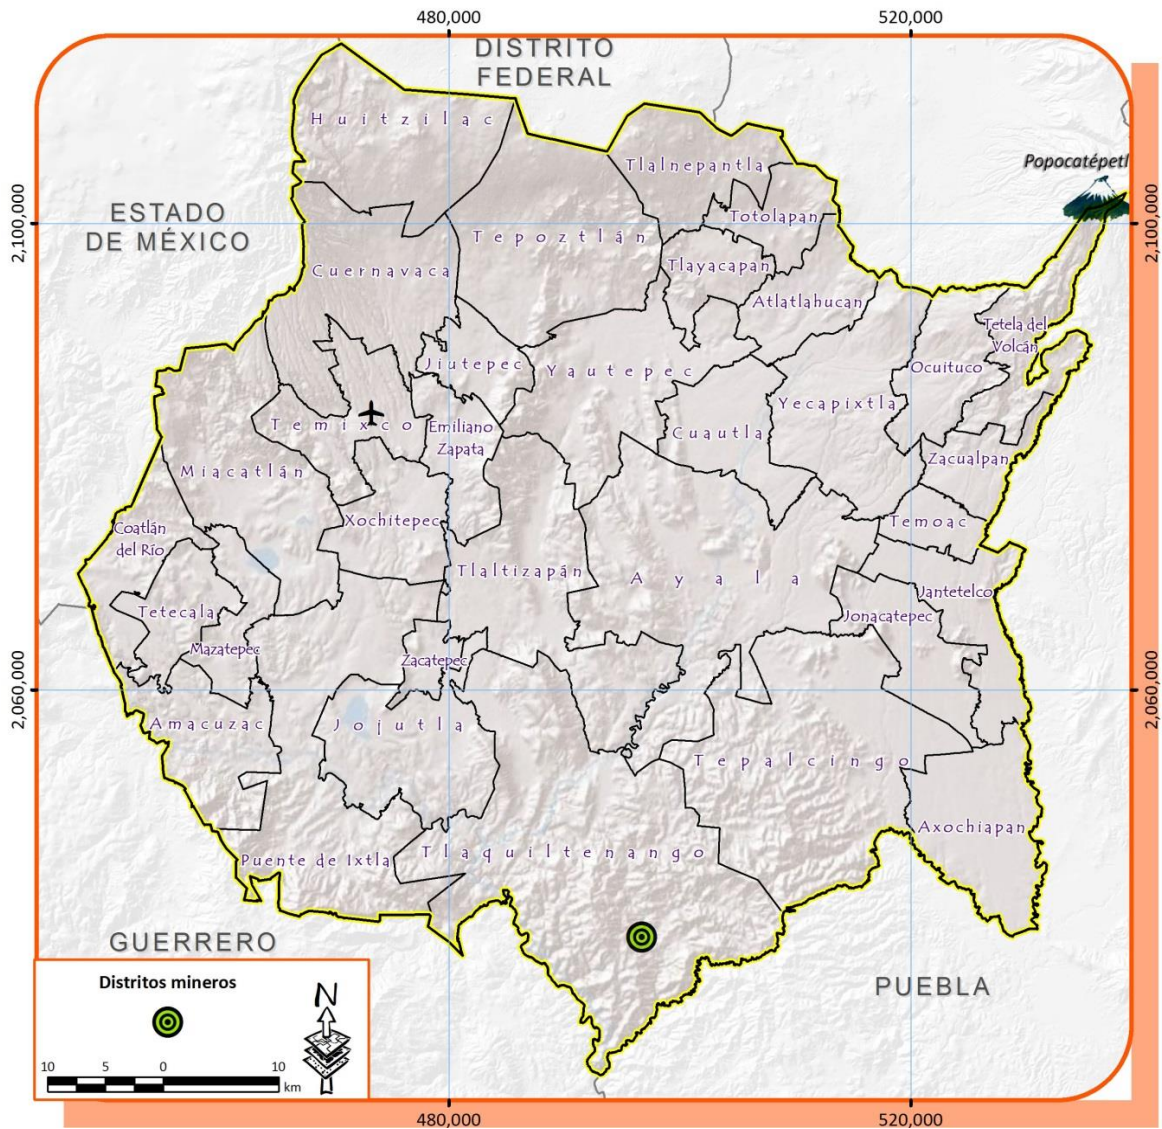 480,000
520,000
DISTRITO
FEDERAL
Huitzilac
Tlalnepantla
Popocatépetl
2,100,000
2,100,000
ESTADO
DE MÉXICO
Totolapan
Tepoztlán
Tlayacapan
Cuernavaca
Atlatlahucan
Tetela del
Volcán
Jiutepec
Yautepec
Ocuituco
Yecapixtla
Temixco
Emiliano
Zapata
Cuautla
Zacualpan
Miacatlán
Coatlán
del Río
Xochitepec
Temoac
Tlaltizapán
Ayala
Jantetelco
Tetecala
Jonacatepec
Mazatepec
Zacatepec
2,060,000
2,060,000
Amacuzac
Jojutla
Tepalcingo
Axochiapan
Puente de Ixtla
Tlaquiltenango
GUERRERO
PUEBLA
Distritos mineros
N
10 5 0 10
km
480,000
520,000